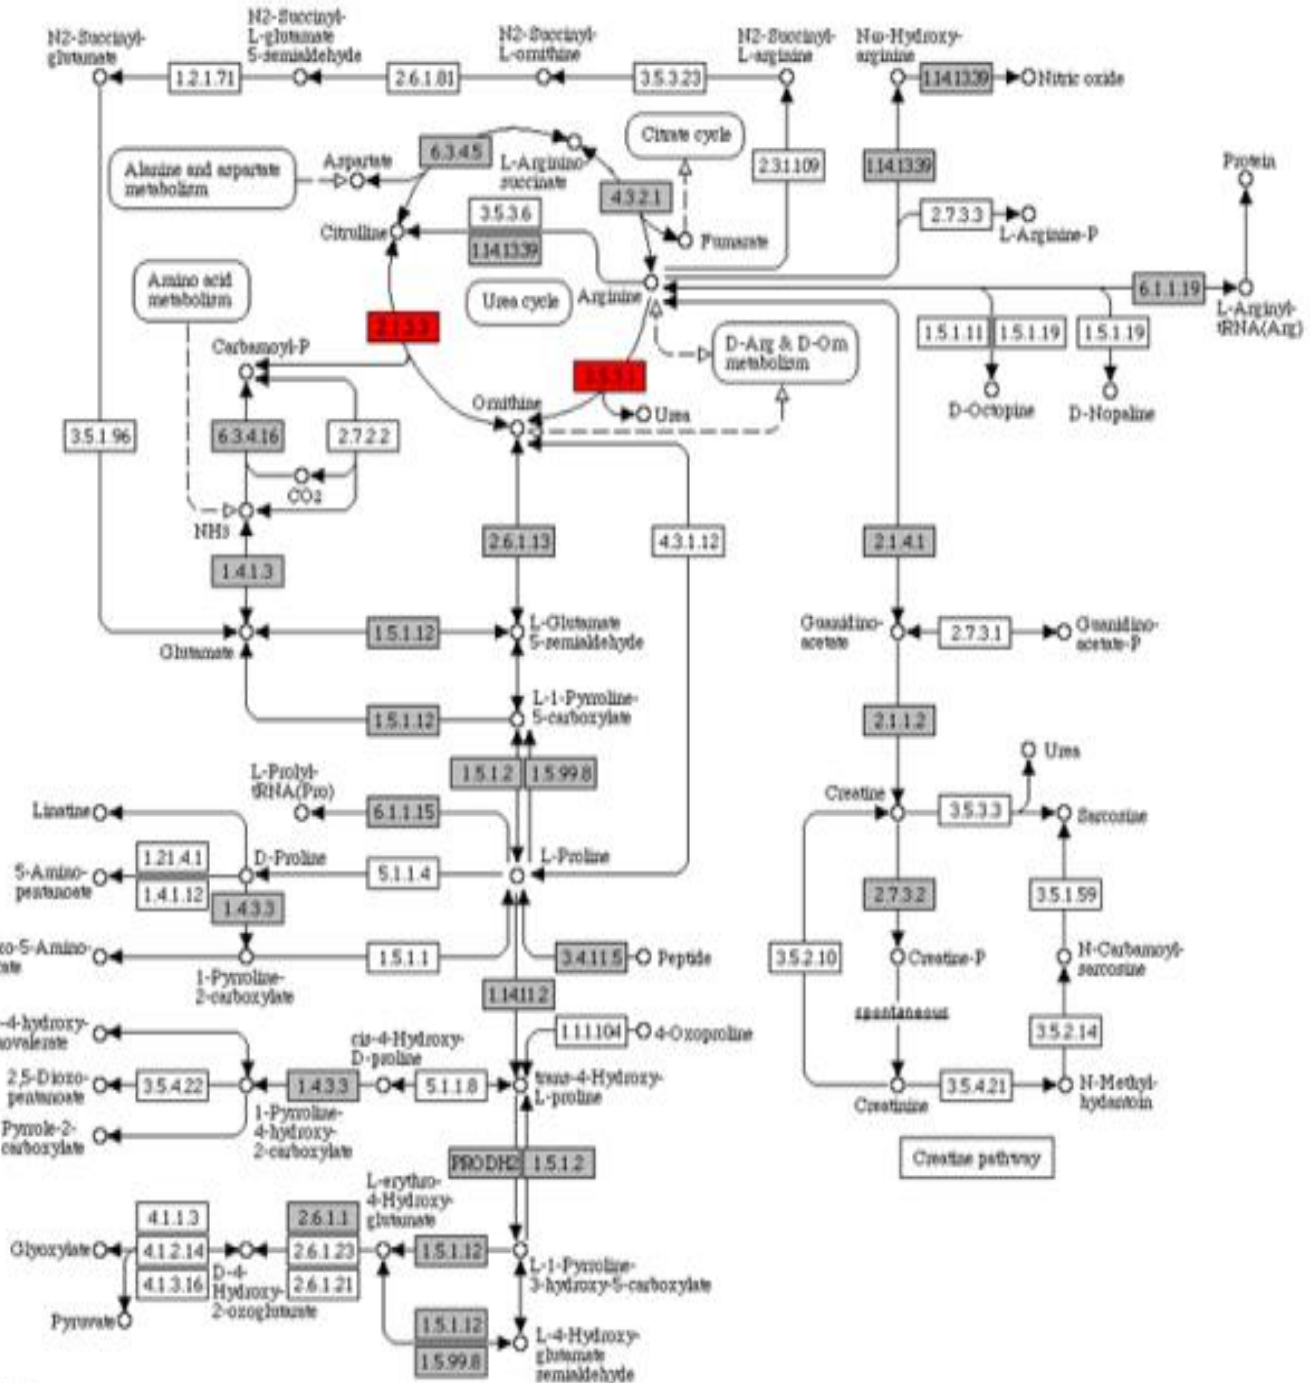 N2-Succinyl-
glutamate
N2-Succinyl-
L-glutamate
5-semialdehyde
N2-Succinyl-
L-ornithine
N2-Succinyl-
L-arginine
Nω-Hydroxy-
arginine
1.2.1.71
2.6.1.81
3.5.3.23
1.14.13.39
Nitric oxide
Alanine and aspartate
metabolism
Aspartate
6.3.4.5
L-Arginino-
succinate
Citrate cycle
4.3.2.1
2.3.1.109
1.14.13.39
Protein
Citrulline
3.5.3.6
1.14.13.39
Fumarate
2.7.3.3
L-Arginine-P
Amino acid
metabolism
Urea cycle
Arginine
6.1.1.19
L-Arginyl-
tRNA(Arg)
2.1.3.3
D-Arg & D-Orn
metabolism
1.5.1.11
1.5.1.19
1.5.1.19
Carbamoyl-P
3.5.3.1
D-Octopine
D-Nopaline
Ornithine
Urea
3.5.1.96
6.3.4.16
2.7.2.2
CO2
NH3
1.4.1.3
2.6.1.13
4.3.1.12
2.1.4.1
Glutamate
1.5.1.12
L-Glutamate
5-semialdehyde
Guanidino-
acetate
2.7.3.1
Guanidino-
acetate-P
1.5.1.12
L-1-Pyrroline-
5-carboxylate
2.1.1.2
1.5.1.2
1.5.99.8
Urea
L-Prolyl-
tRNA(Pro)
Linatine
6.1.1.15
Creatine
3.5.3.3
Sarcosine
5-Amino-
pentanoate
1.21.4.1
1.4.1.12
D-Proline
5.1.1.4
L-Proline
1.4.3.3
2.7.3.2
3.5.1.59
xo-5-Amino-
ate
1-Pyrroline-
2-carboxylate
1.5.1.1
3.4.11.5
Peptide
3.5.2.10
Creatine-P
N-Carbamoyl-
sarcosine
1.14.11.2
spontaneous
3.5.2.14
-4-hydroxy-
ovalerate
cis-4-Hydroxy-
D-proline
1.1.1.104
4-Oxoproline
2,5-Dioxo-
pentanoate
3.5.4.22
1.4.3.3
5.1.1.8
trans-4-Hydroxy-
L-proline
Creatinine
3.5.4.21
N-Methyl-
hydantoin
Pyrrole-2-
carboxylate
1-Pyrroline-
4-hydroxy-
2-carboxylate
Creatine pathway
PRODH2
1.5.1.2
L-erythro-
4-Hydroxy-
glutamate
Glyoxylate
4.1.1.3
4.1.2.14
4.1.3.16
2.6.1.1
2.6.1.23
2.6.1.21
1.5.1.12
L-1-Pyrroline-
3-hydroxy-5-carboxylate
D-4-
Hydroxy-
2-oxoglutarate
Pyruvate
1.5.1.12
1.5.99.8
L-4-Hydroxy-
glutamate
semialdehyde